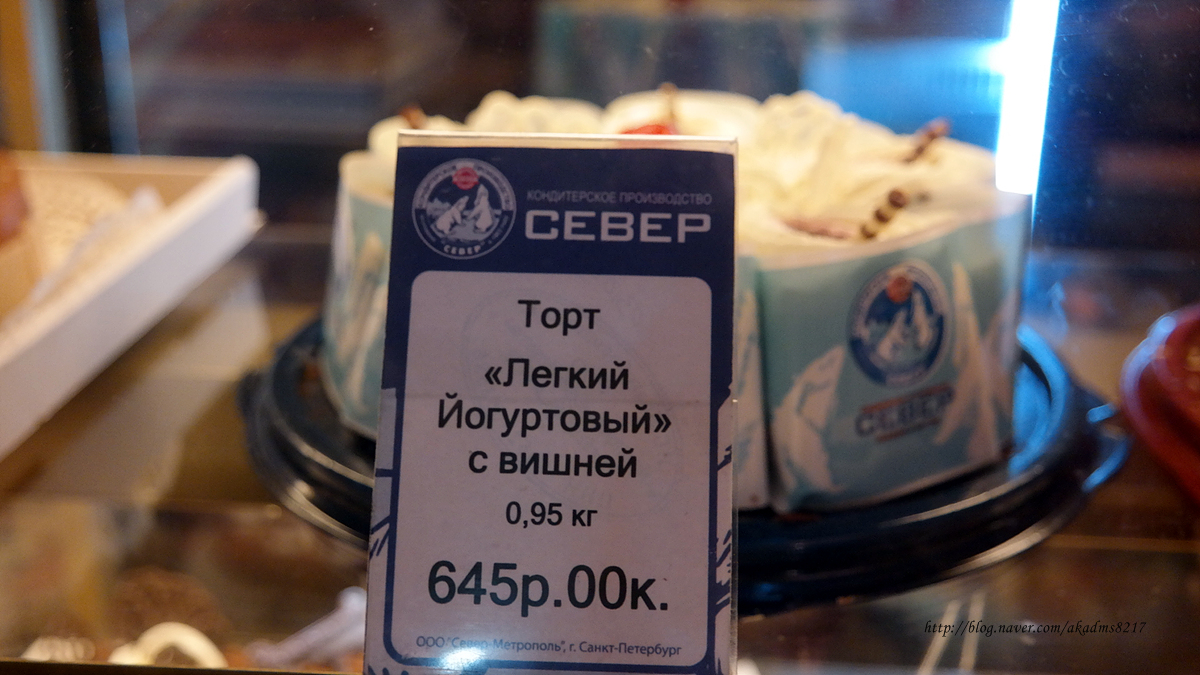 КОНДИТЕРСКОЕ ПРОИЗВОДСТВО
СЕВЕР
СЕВЕР
Торт
«Легкий
Йогуртовый»
с вишней
0,95 кг
645р.00к.
ООО "Север-Метрополь", г. Санкт-Петербург
СЕВЕР
http://blog.naver.com/akadms8217